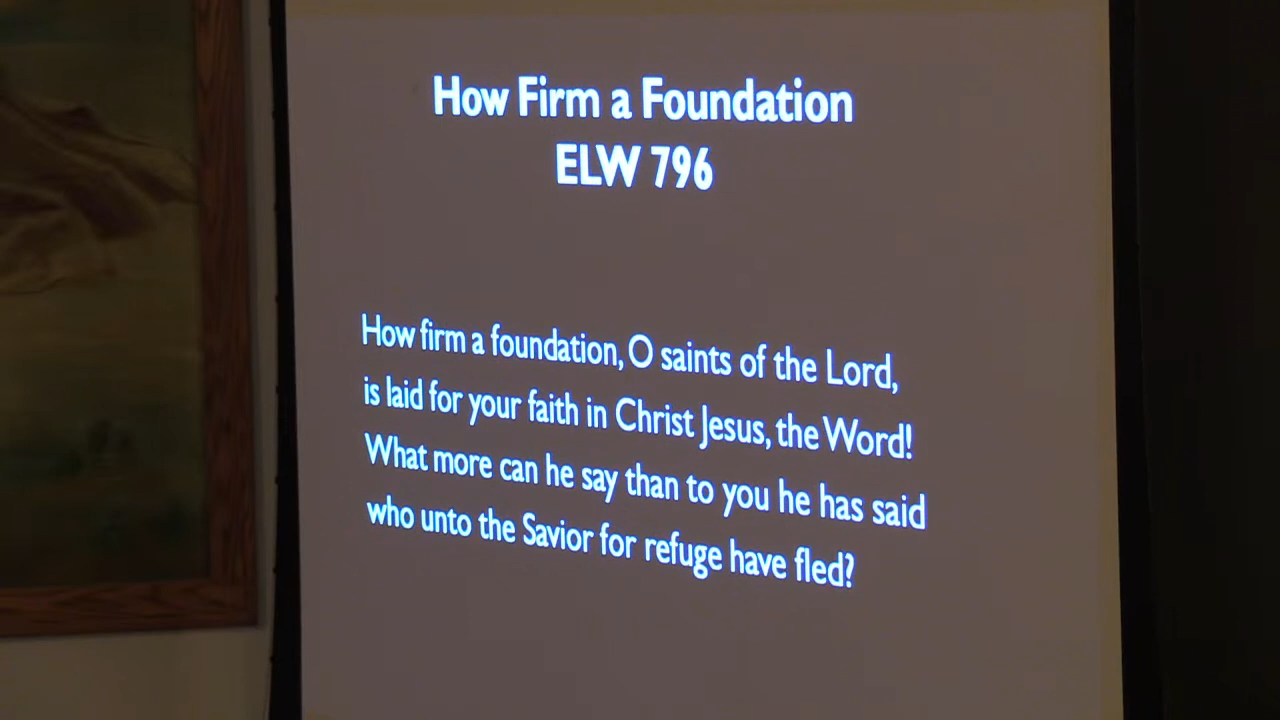 How Firm a Foundation
ELW 796
How firm a foundation, O saints of the Lord,
is laid for your faith in Christ Jesus, the Word!
What more can he say than to you he has said
who unto the Savior for refuge have fled?